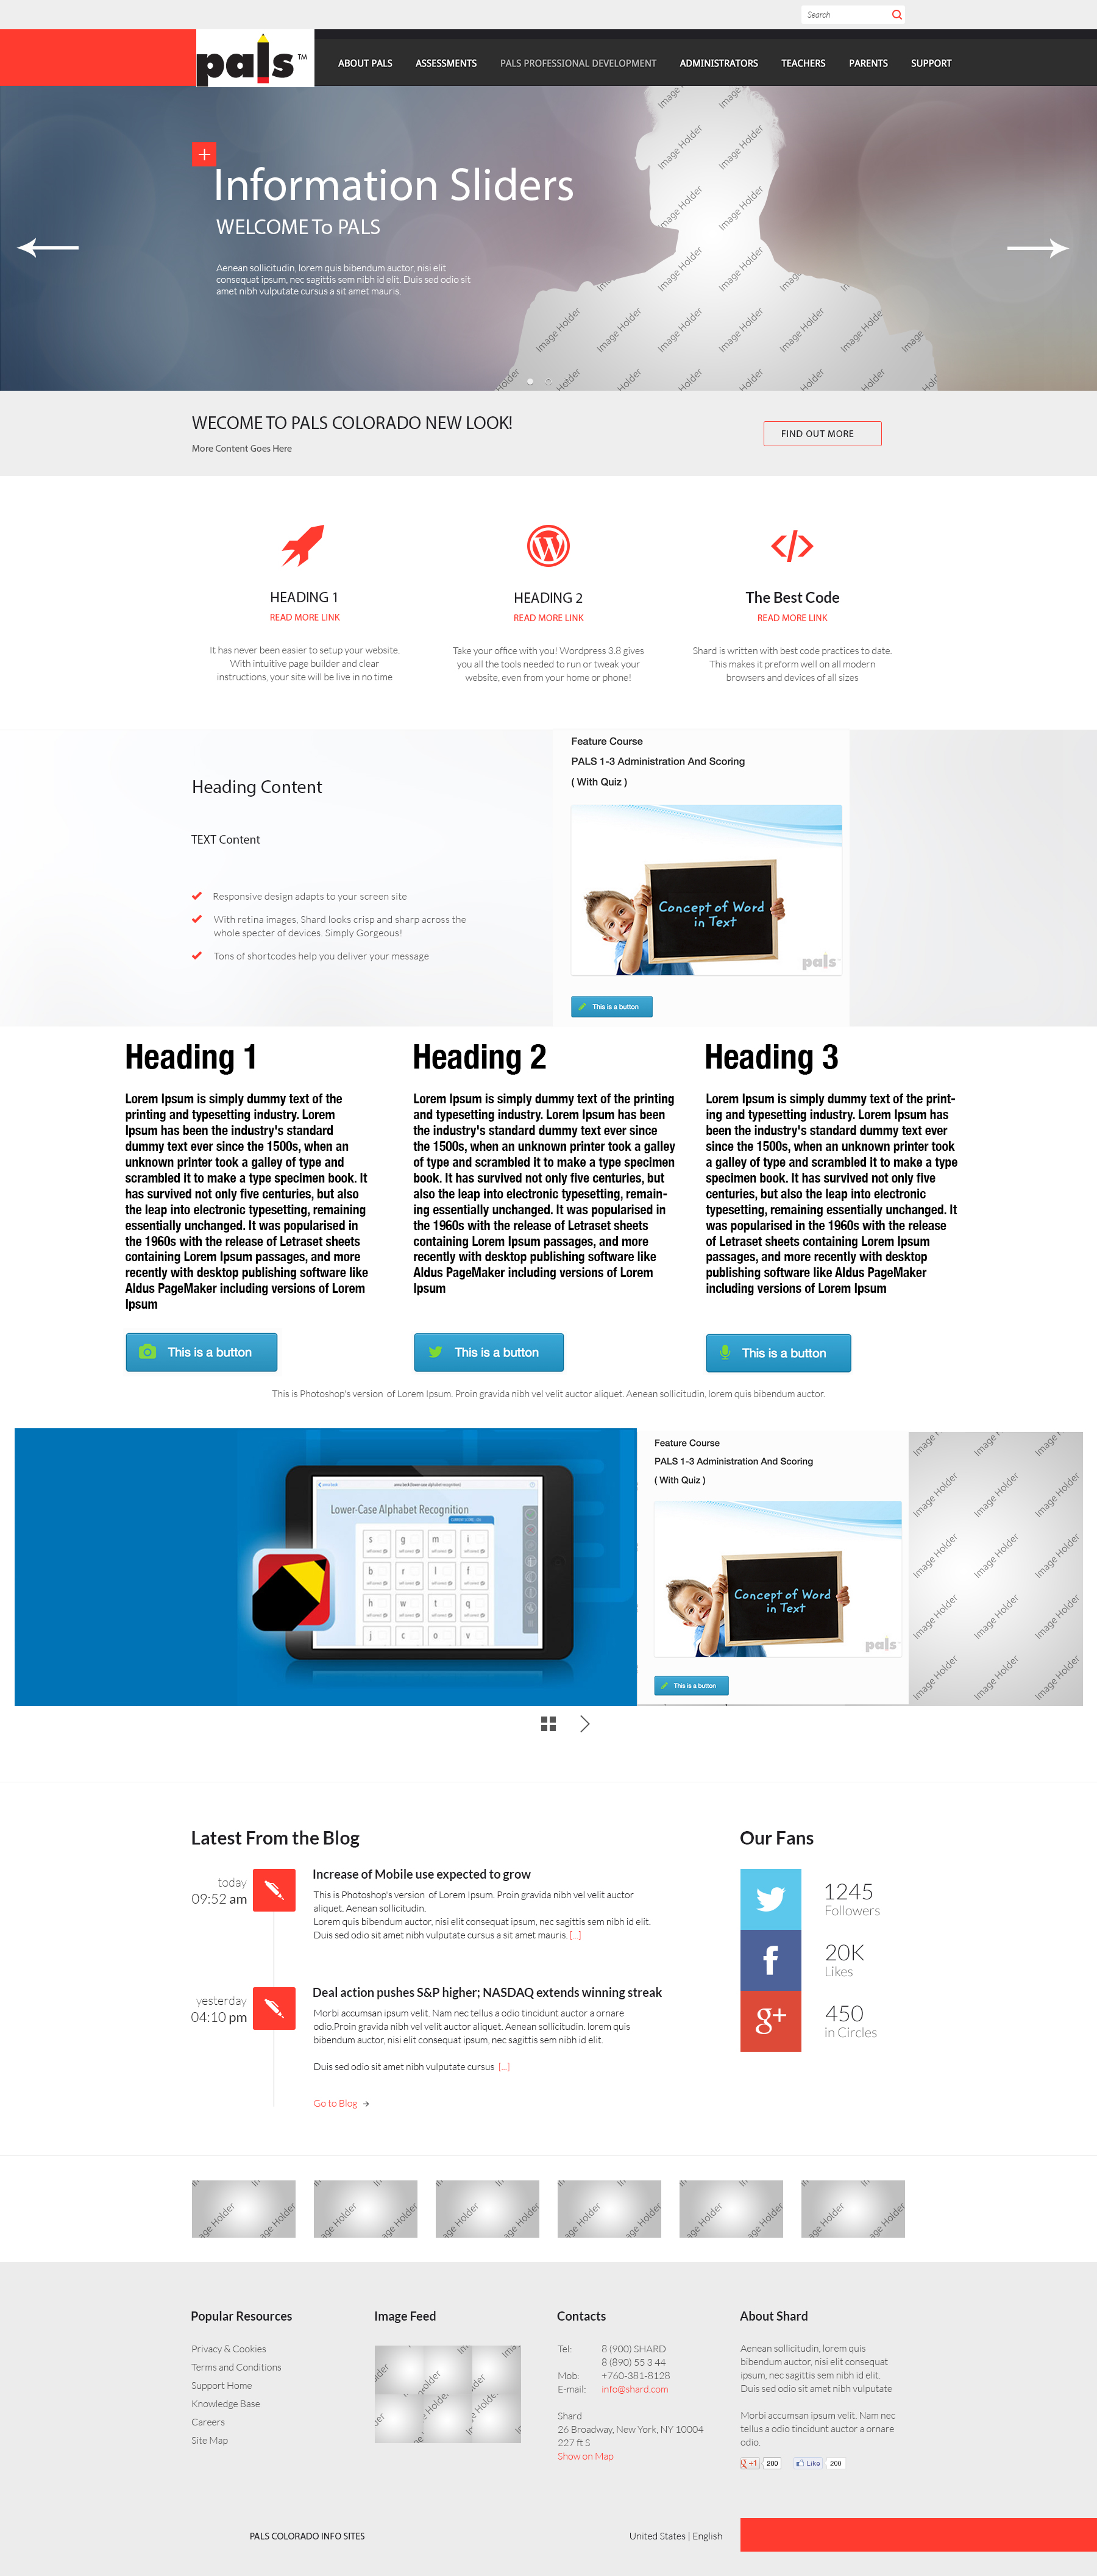 Search
pals TM
ABOUT PALS ASSESSMENTS PALS PROFESSIONAL DEVELOPMENT ADMINISTRATORS TEACHERS PARENTS SUPPORT
Information Sliders
WELCOME To PALS
Aenean sollicitudin, lorem quis bibendum auctor, nisi elit
consequat ipsum, nec sagittis sem nibh id elit. Duis sed odio sit
amet nibh vulputate cursus a sit amet mauris.
Image Holder
WECOME TO PALS COLORADO NEW LOOK!
More Content Goes Here
FIND OUT MORE
HEADING 1
READ MORE LINK
It has never been easier to setup your website.
With intuitive page builder and clear
instructions, your site will be live in no time
HEADING 2
READ MORE LINK
Take your office with you! Wordpress 3.8 gives
you all the tools needed to run or tweak your
website, even from your home or phone!
The Best Code
READ MORE LINK
Shard is written with best code practices to date.
This makes it preform well on all modern
browsers and devices of all sizes
Heading Content
TEXT Content
Responsive design adapts to your screen site
With retina images, Shard looks crisp and sharp across the
whole specter of devices. Simply Gorgeous!
Tons of shortcodes help you deliver your message
Feature Course
PALS 1-3 Administration And Scoring
( With Quiz )
Concept of Word
in Text
pals
This is a button
Heading 1
Lorem Ipsum is simply dummy text of the
printing and typesetting industry. Lorem
Ipsum has been the industry's standard
dummy text ever since the 1500s, when an
unknown printer took a galley of type and
scrambled it to make a type specimen book. It
has survived not only five centuries, but also
the leap into electronic typesetting, remaining
essentially unchanged. It was popularised in
the 1960s with the release of Letraset sheets
containing Lorem Ipsum passages, and more
recently with desktop publishing software like
Aldus PageMaker including versions of Lorem
Ipsum
This is a button
Heading 2
Lorem Ipsum is simply dummy text of the printing
and typesetting industry. Lorem Ipsum has been
the industry's standard dummy text ever since
the 1500s, when an unknown printer took a galley
of type and scrambled it to make a type specimen
book. It has survived not only five centuries, but
also the leap into electronic typesetting, remain-
ing essentially unchanged. It was popularised in
the 1960s with the release of Letraset sheets
containing Lorem Ipsum passages, and more
recently with desktop publishing software like
Aldus PageMaker including versions of Lorem
Ipsum
This is a button
Heading 3
Lorem Ipsum is simply dummy text of the print-
ing and typesetting industry. Lorem Ipsum has
been the industry's standard dummy text ever
since the 1500s, when an unknown printer took
a galley of type and scrambled it to make a type
specimen book. It has survived not only five
centuries, but also the leap into electronic
typesetting, remaining essentially unchanged. It
was popularised in the 1960s with the release
of Letraset sheets containing Lorem Ipsum
passages, and more recently with desktop
publishing software like Aldus PageMaker
including versions of Lorem Ipsum
This is a button
This is Photoshop's version of Lorem Ipsum. Proin gravida nibh vel velit auctor aliquet. Aenean sollicitudin, lorem quis bibendum auctor.
Lower-Case Alphabet Recognition
s g m i
b r l f
h w t n
j c o v
Feature Course
PALS 1-3 Administration And Scoring
( With Quiz )
Concept of Word
in Text
pals
This is a button
Image Holder
Latest From the Blog
today
09:52 am
Increase of Mobile use expected to grow
This is Photoshop's version of Lorem Ipsum. Proin gravida nibh vel velit auctor
aliquet. Aenean sollicitudin.
Lorem quis bibendum auctor, nisi elit consequat ipsum, nec sagittis sem nibh id elit.
Duis sed odio sit amet nibh vulputate cursus a sit amet mauris. [...]
yesterday
04:10 pm
Deal action pushes S&P higher; NASDAQ extends winning streak
Morbi accumsan ipsum velit. Nam nec tellus a odio tincidunt auctor a ornare
odio.Proin gravida nibh vel velit auctor aliquet. Aenean sollicitudin. lorem quis
bibendum auctor, nisi elit consequat ipsum, nec sagittis sem nibh id elit.
Duis sed odio sit amet nibh vulputate cursus [...]
Go to Blog
Our Fans
1245
Followers
f
20K
Likes
g+
450
in Circles
Popular Resources
Privacy & Cookies
Terms and Conditions
Support Home
Knowledge Base
Careers
Site Map
Image Feed
Contacts
Tel: 8 (900) SHARD
8 (890) 55 3 44
Mob: +760-381-8128
E-mail: info@shard.com
Shard
26 Broadway, New York, NY 10004
227 ft S
Show on Map
About Shard
Aenean sollicitudin, lorem quis
bibendum auctor, nisi elit consequat
ipsum, nec sagittis sem nibh id elit.
Duis sed odio sit amet nibh vulputate
Morbi accumsan ipsum velit. Nam nec
tellus a odio tincidunt auctor a ornare
odio.
g +1 200 Like 200
PALS COLORADO INFO SITES
United States | English